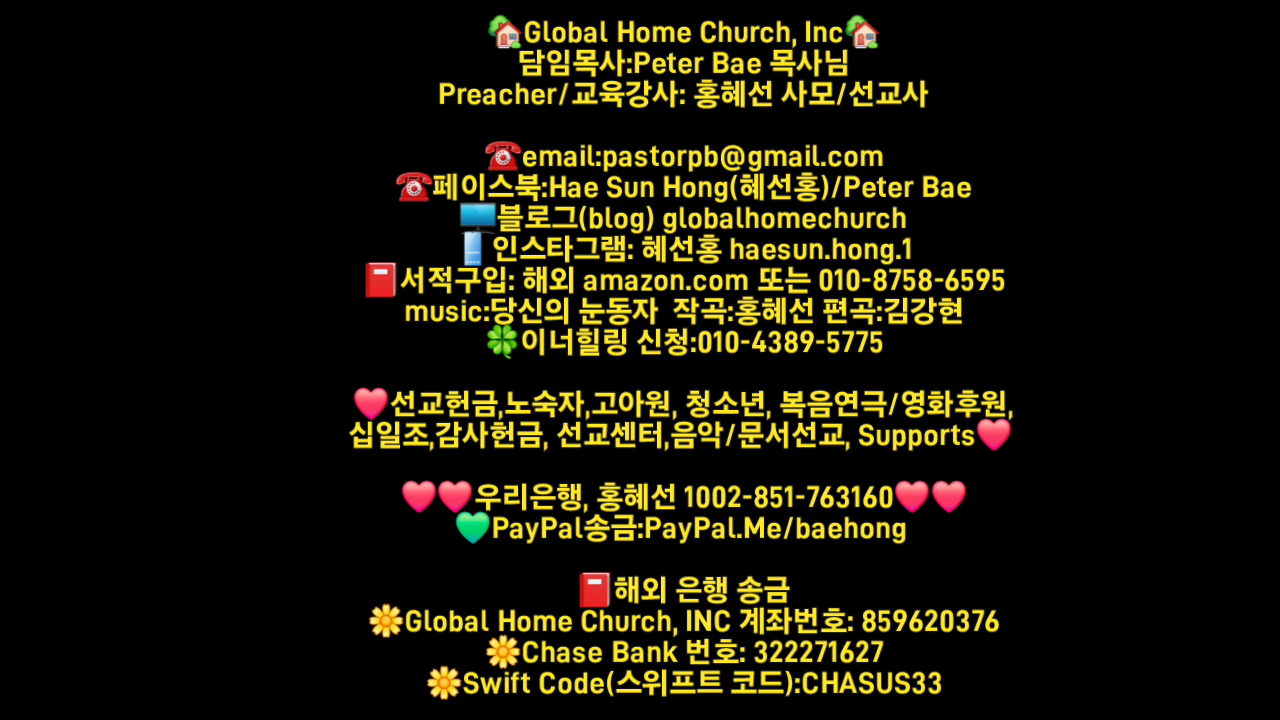 🏡Global Home Church, Inc🏡
담임목사:Peter Bae 목사님
Preacher/교육강사: 홍혜선 사모/선교사
☎️email:pastorpb@gmail.com
☎️페이스북:Hae Sun Hong(혜선홍)/Peter Bae
🖥️블로그(blog) globalhomechurch
📱인스타그램: 혜선홍 haesun.hong.1
📕서적구입: 해외 amazon.com 또는 010-8758-6595
music:당신의 눈동자 작곡:홍혜선 편곡:김강현
🍀이너힐링 신청:010-4389-5775
❤️선교헌금,노숙자,고아원, 청소년, 복음연극/영화후원,
십일조,감사헌금, 선교센터,음악/문서선교, Supports❤️
❤️❤️우리은행, 홍혜선 1002-851-763160❤️❤️
💚PayPal송금:PayPal.Me/baehong
📕해외 은행 송금
🌼Global Home Church, INC 계좌번호: 859620376
🌼Chase Bank 번호: 322271627
🌼Swift Code(스위프트 코드):CHASUS33